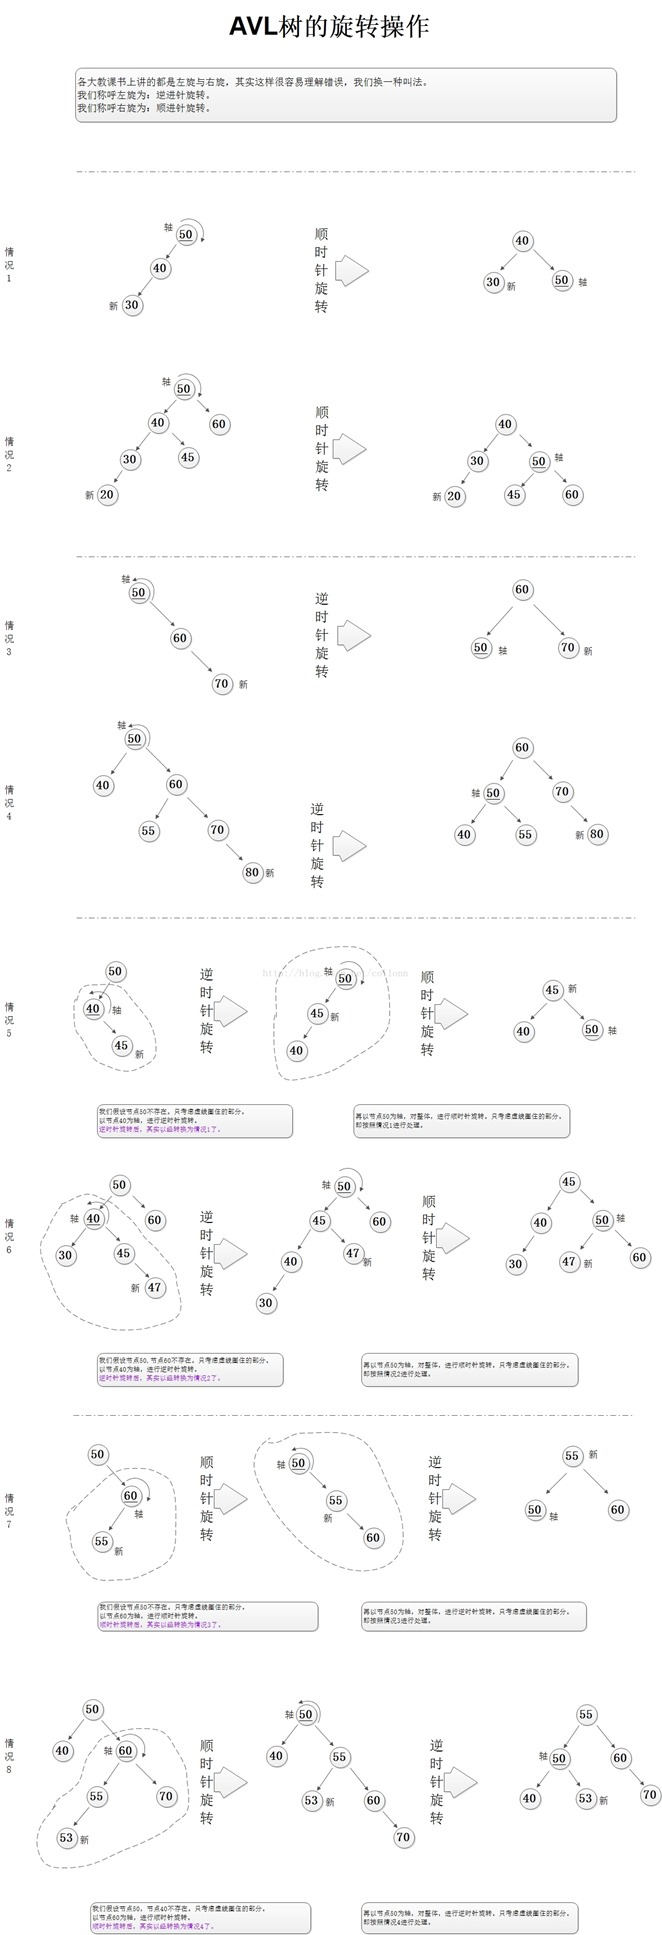 AVL树的旋转操作
各大教课书上讲的都是左旋与右旋，其实这样很容易理解错误，我们换一种叫法。
我们称呼左旋为：逆进针旋转。
我们称呼右旋为：顺进针旋转。
情况1
轴 50
40
新 30
顺时针旋转
40
30 新
50 轴
情况2
轴 50
40 60
30 45
新 20
顺时针旋转
40
30 50 轴
新 20 45 60
情况3
轴 50
60
70 新
逆时针旋转
60
50 轴
70 新
情况4
轴 50
40 60
55 70
80 新
逆时针旋转
60
轴 50 70
40 55 新 80
情况5
50
40 轴
45 新
逆时针旋转
轴 50
45 新
40
顺时针旋转
45 新
40 50 轴
我们假设节点50不存在，只考虑虚线圈住的部分。
以节点40为轴，进行逆时针旋转。
逆时针旋转后，其实以经转换为情况1了。
再以节点50为轴，对整体，进行顺时针旋转，只考虑虚线圈住的部分。
即按照情况1进行处理。
情况6
50
轴 40 60
30 45
新 47
逆时针旋转
轴 50
45 60
40 47 新
30
顺时针旋转
45
40 50 轴
30 47 新 60
我们假设节点50,节点60不存在，只考虑虚线圈住的部分。
以节点40为轴，进行逆时针旋转。
逆时针旋转后，其实以经转换为情况2了。
再以节点50为轴，对整体，进行顺时针旋转，只考虑虚线圈住的部分。
即按照情况2进行处理。
情况7
50
60 轴
55 新
顺时针旋转
轴 50
55 新
60
逆时针旋转
55 新
50 轴 60
我们假设节点50不存在，只考虑虚线圈住的部分。
以节点60为轴，进行顺时针旋转。
顺时针旋转后，其实以经转换为情况3了。
再以节点50为轴，对整体，进行逆时针旋转，只考虑虚线圈住的部分。
即按照情况3进行处理。
情况8
50
40 轴 60
55 70
53 新
顺时针旋转
50
40 55
53 新 60
70
逆时针旋转
55
轴 50 60
40 53 新 70
我们假设节点50，节点40不存在，只考虑虚线圈住的部分。
以节点60为轴，进行顺时针旋转。
顺时针旋转后，其实以经转换为情况4了。
再以节点50为轴，对整体，进行逆时针旋转，只考虑虚线圈住的部分。
即按照情况4进行处理。